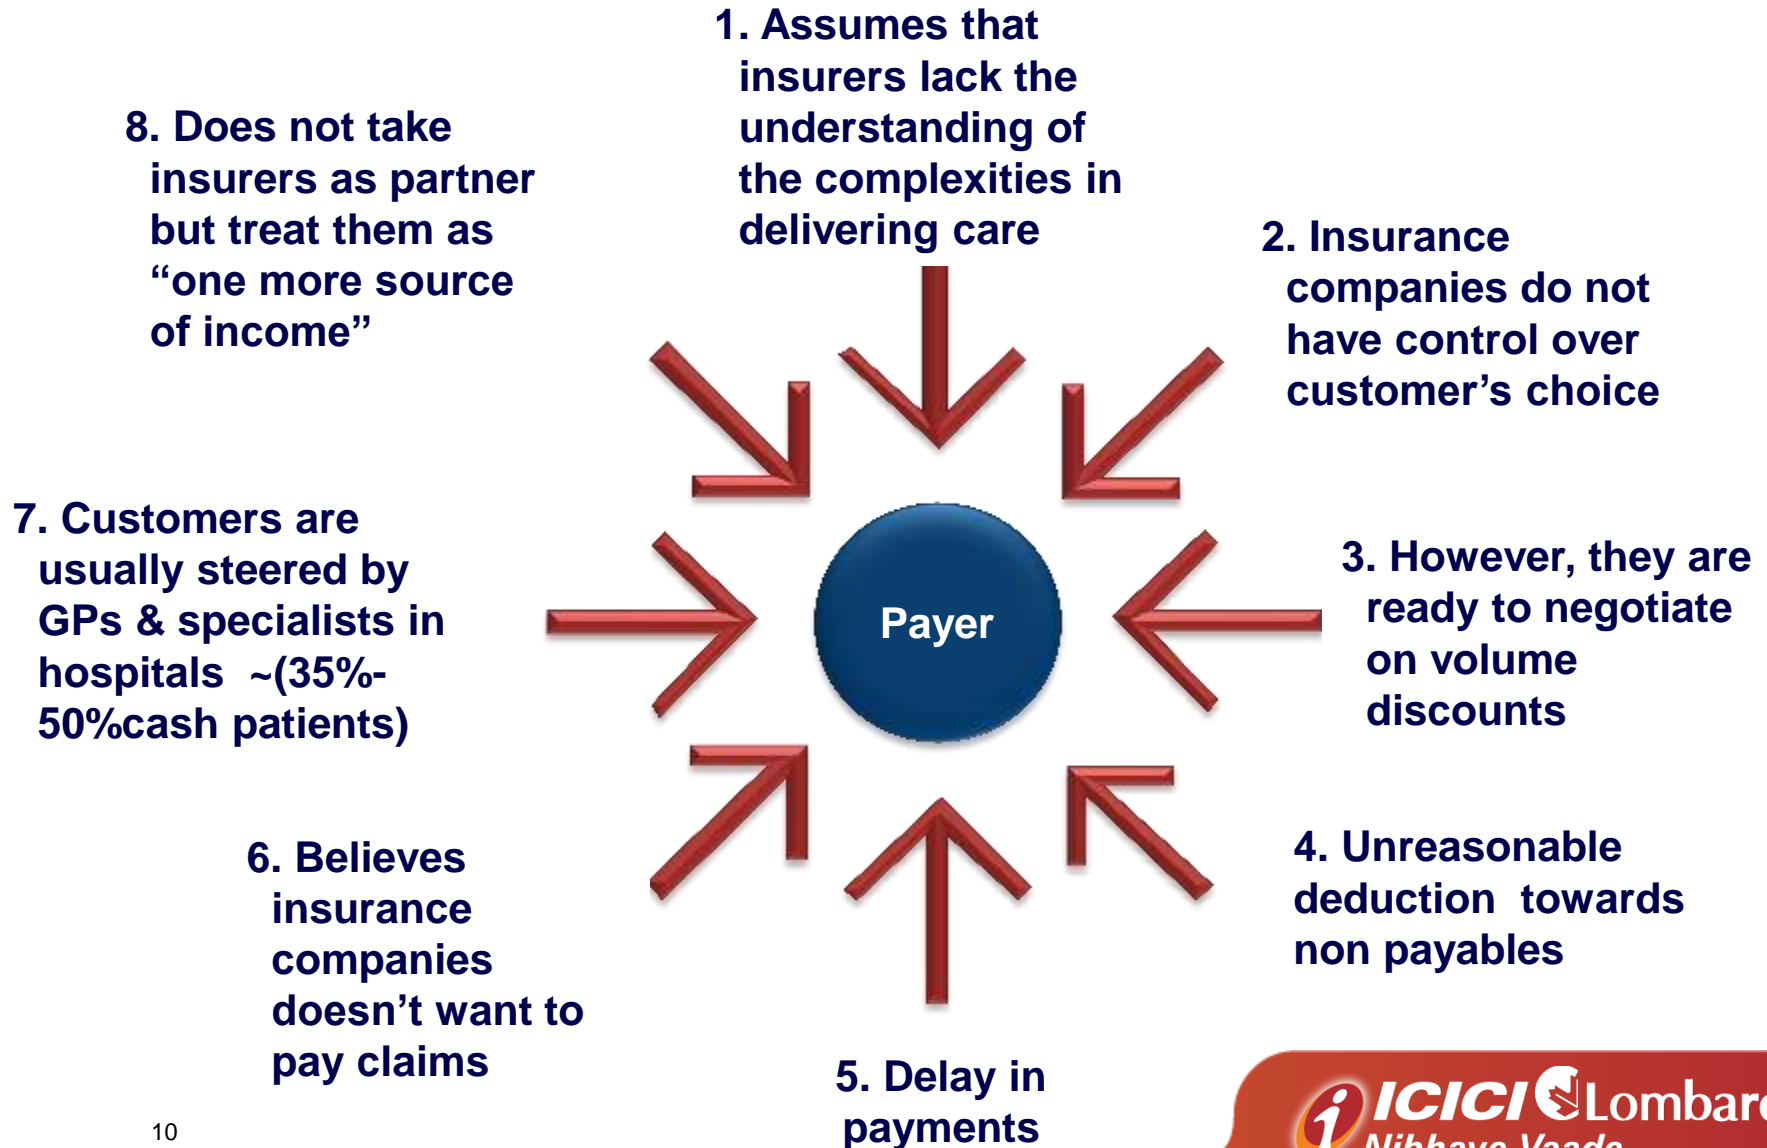 1. Assumes that
insurers lack the
understanding of
the complexities in
delivering care
2. Insurance
companies do not
have control over
customer’s choice
3. However, they are
ready to negotiate
on volume
discounts
4. Unreasonable
deduction towards
non payables
5. Delay in
payments
6. Believes
insurance
companies
doesn’t want to
pay claims
7. Customers are
usually steered by
GPs & specialists in
hospitals ~(35%-
50%cash patients)
8. Does not take
insurers as partner
but treat them as
“one more source
of income”
Payer
10
ICICI Lombard
Nibhaye Vaade